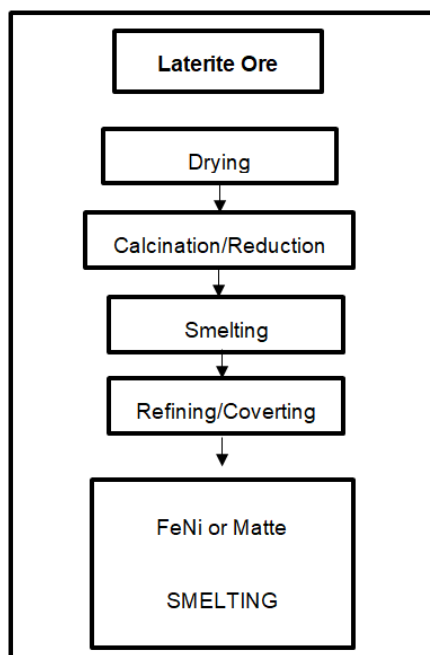 Laterite Ore
Drying
Calcination/Reduction
Smelting
Refining/Coverting
FeNi or Matte
SMELTING